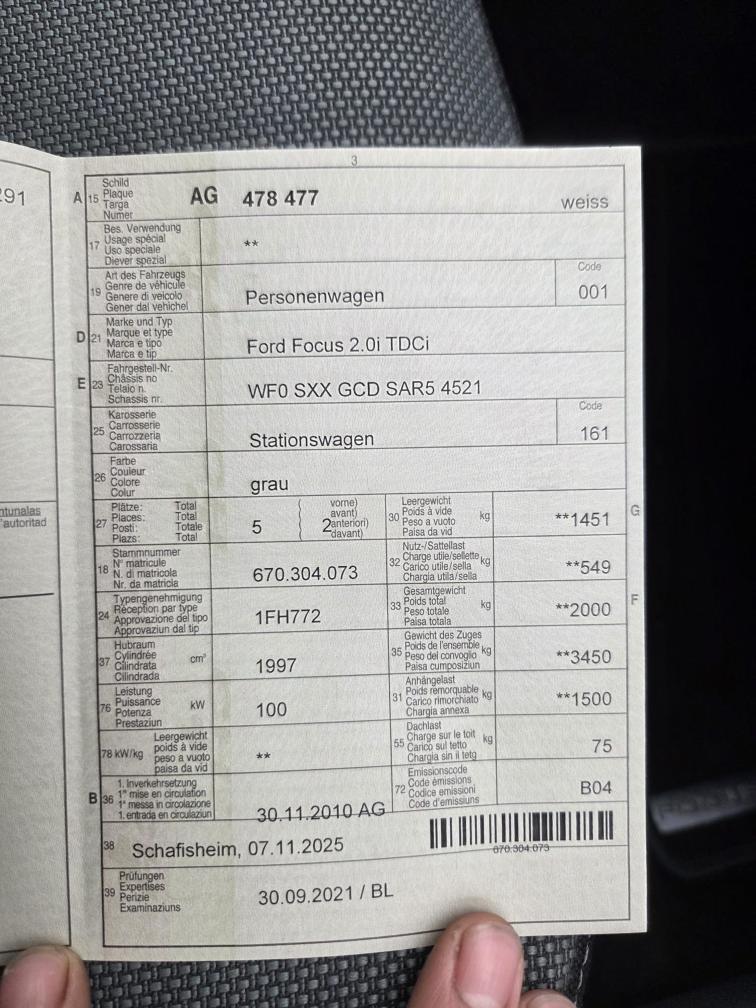 291
ntunalas
'autoritad
3
A 15 Schild
Plaque
Targa
Numer
AG 478 477 weiss
17 Bes. Verwendung
Usage spécial
Uso speciale
Diever spezial
**
19 Art des Fahrzeugs
Genre de véhicule
Genere di veicolo
Gener dal vehichel
Personenwagen
Code
001
D 21 Marke und Typ
Marque et type
Marca e tipo
Marca e tip
Ford Focus 2.0i TDCi
E 23 Fahrgestell-Nr.
Châssis no
Telaio n.
Schassis nr.
WF0 SXX GCD SAR5 4521
25 Karosserie
Carrosserie
Carrozzeria
Carossaria
Stationswagen
Code
161
26 Farbe
Couleur
Colore
Colur
grau
27 Plätze: Total
Places: Total
Posti: Totale
Plazs: Total
5
2
vorne)
avant)
anteriori)
davant)
30 Leergewicht
Poids à vide
Peso a vuoto
Paisa da vid
kg
**1451
G
18 Stammnummer
N° matricule
N. di matricola
Nr. da matricla
670.304.073
32 Nutz-/Sattellast
Charge utile/sellette
Carico utile/sella
Chargia utila/sella
kg
**549
24 Typengenehmigung
Réception par type
Approvazione del tipo
Approvaziun dal tip
1FH772
33 Gesamtgewicht
Poids total
Peso totale
Paisa totala
kg
**2000
F
37 Hubraum
Cylindrée
Cilindrata
Cilindrada
cm³
1997
35 Gewicht des Zuges
Poids de l'ensemble
Peso del convoglio
Paisa cumposiziun
kg
**3450
76 Leistung
Puissance
Potenza
Prestaziun
kW
100
31 Anhängelast
Poids remorquable
Carico rimorchiato
Chargia annexa
kg
**1500
78 kW/kg Leergewicht
poids à vide
peso a vuoto
paisa da vid
**
55 Dachlast
Charge sur le toit
Carico sul tetto
Chargia sin il tetg
kg
75
B 36 1. Inverkehrsetzung
1re mise en circulation
1a messa in circolazione
1. entrada en circulaziun
30.11.2010 AG
72 Emissionscode
Code émissions
Codice emissioni
Code d'emissiuns
B04
38 Schafisheim, 07.11.2025
670.304.073
39 Prüfungen
Expertises
Perizie
Examinaziuns
30.09.2021 / BL